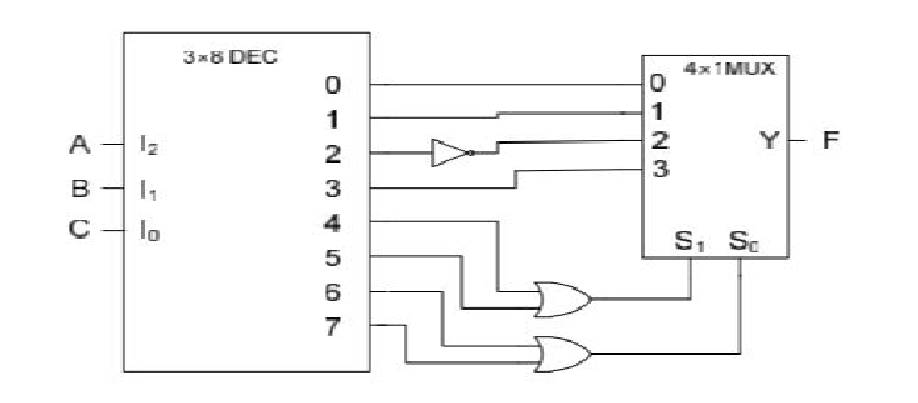 3×8 DEC
0
1
2
3
4
5
6
7
A
I₂
B
I₁
C
I₀
4×1MUX
0
1
2
3
Y
F
S₁
S₀